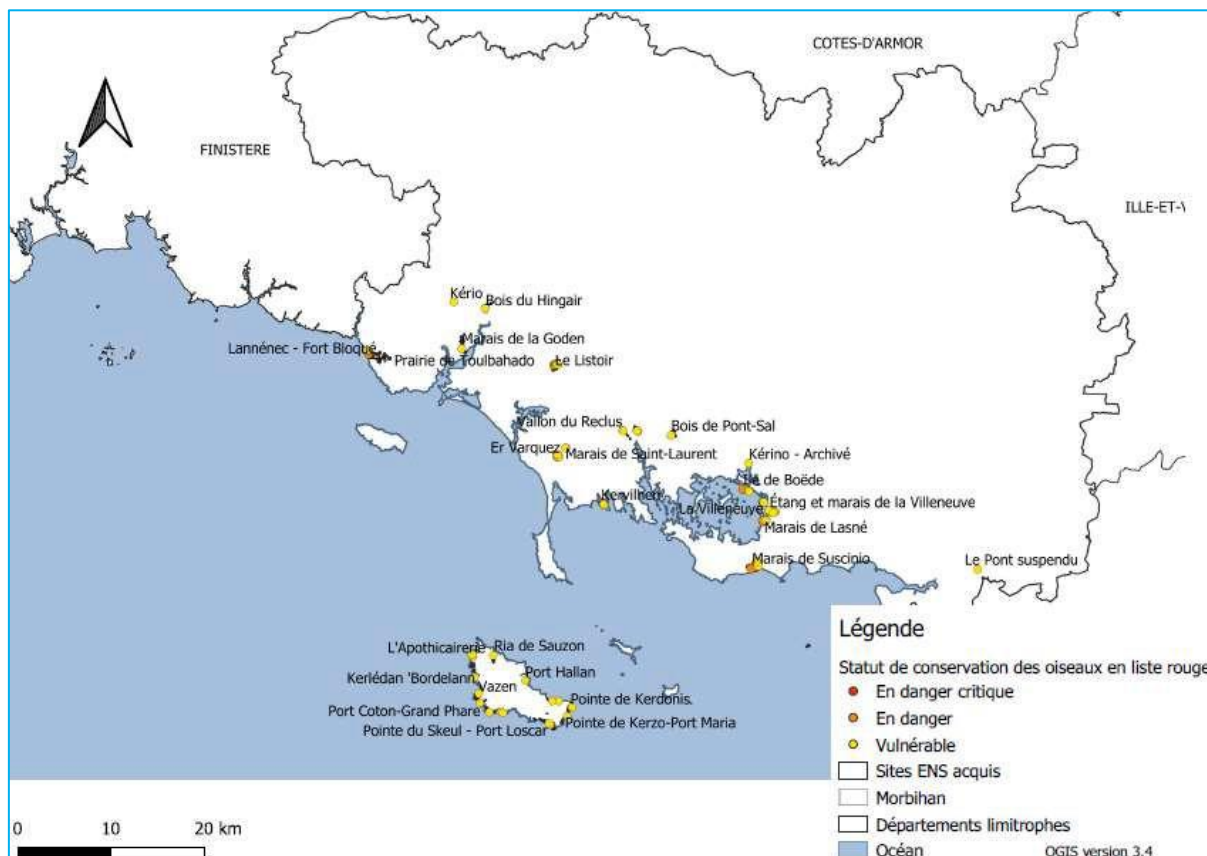 COTES-D'ARMOR
FINISTERE
ILLE-ET-V
Kério
Bois du Hingair
Marais de la Goden
Lannénec - Fort Bloqué
Prairie de Toulbahado
Le Listoir
Vallon du Reclus
Bois de Pont-Sal
Er Varquez
Marais de Saint-Laurent
Kérino - Archivé
Île de Boëde
Kervilhen
Étang et marais de la Villeneuve
La Villeneuve
Marais de Lasné
Marais de Suscinio
Le Pont suspendu
L'Apothicairerie
Ria de Sauzon
Kerlédan 'Bordelann
Port Hallan
Vazen
Pointe de Kerdonis.
Port Coton-Grand Phare
Pointe de Kerzo-Port Maria
Pointe du Skeul - Port Loscar
Légende
Statut de conservation des oiseaux en liste rouge
En danger critique
En danger
Vulnérable
Sites ENS acquis
Morbihan
Départements limitrophes
Océan
QGIS version 3.4
0 10 20 km